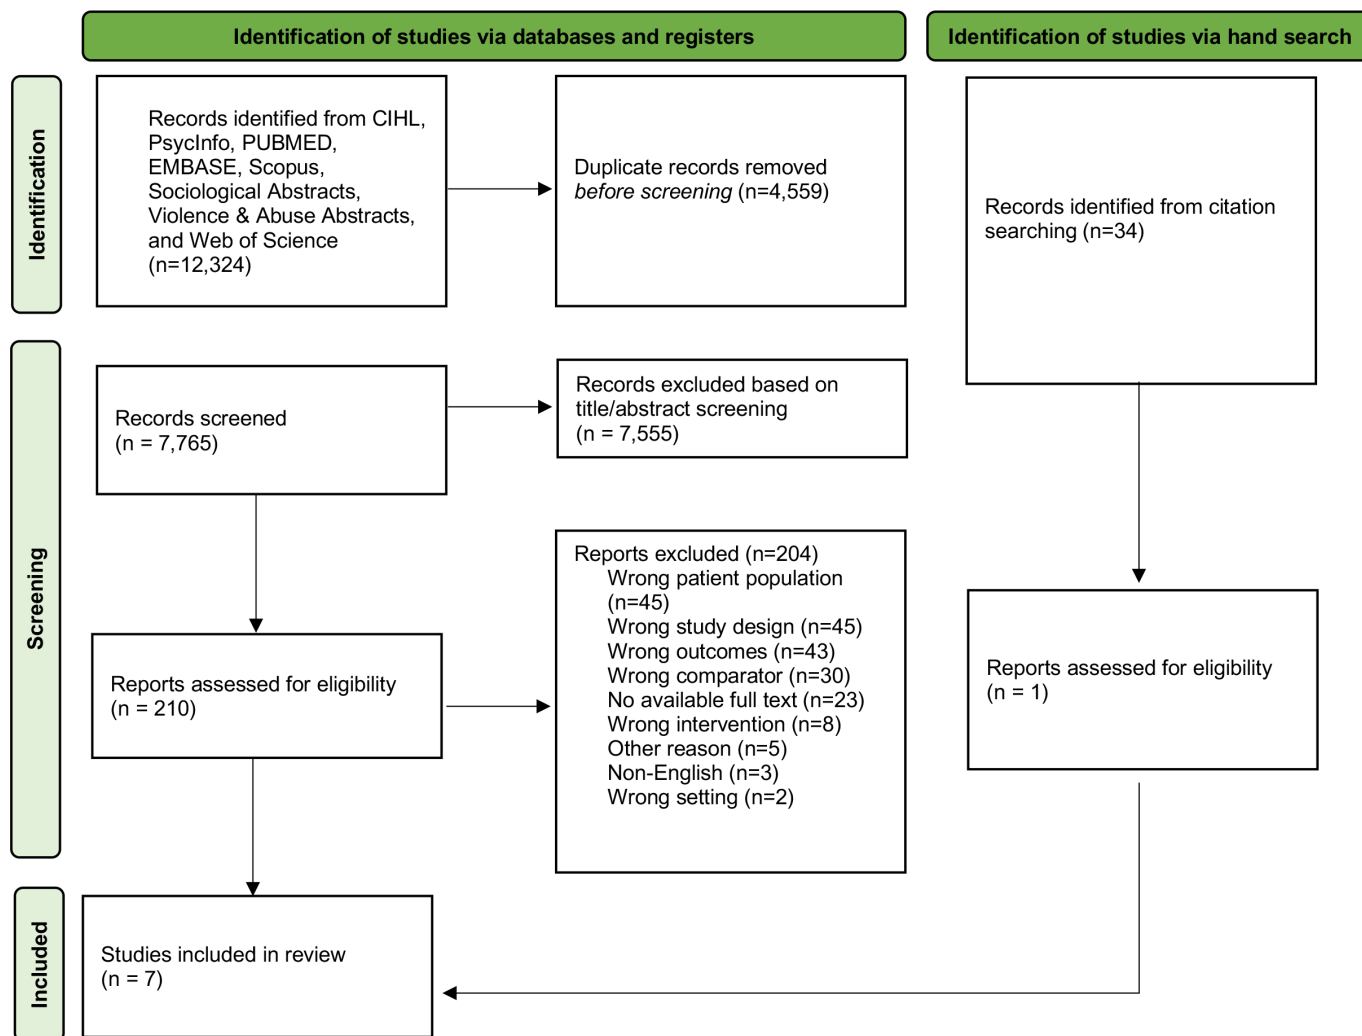 Identification of studies via databases and registers
Identification of studies via hand search
Identification
Records identified from CIHL,
PsycInfo, PUBMED,
EMBASE, Scopus,
Sociological Abstracts,
Violence & Abuse Abstracts,
and Web of Science
(n=12,324)
Duplicate records removed
before screening (n=4,559)
Records identified from citation
searching (n=34)
Screening
Records screened
(n = 7,765)
Records excluded based on
title/abstract screening
(n = 7,555)
Reports assessed for eligibility
(n = 210)
Reports excluded (n=204)
Wrong patient population
(n=45)
Wrong study design (n=45)
Wrong outcomes (n=43)
Wrong comparator (n=30)
No available full text (n=23)
Wrong intervention (n=8)
Other reason (n=5)
Non-English (n=3)
Wrong setting (n=2)
Reports assessed for eligibility
(n = 1)
Included
Studies included in review
(n = 7)